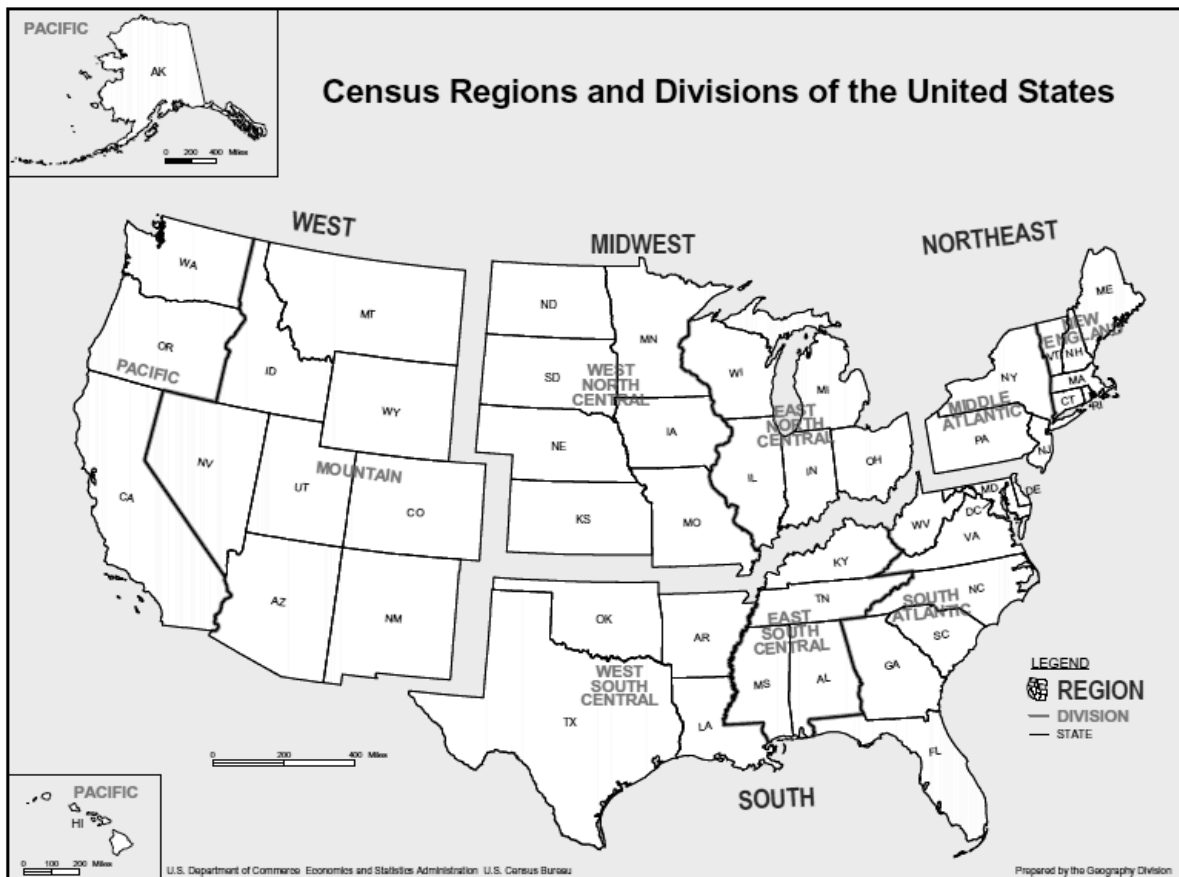 PACIFIC
AK
0 200 400 Miles
Census Regions and Divisions of the United States
WEST
MIDWEST
NORTHEAST
WA
MT
ND
MN
ME
OR
ID
SD
WI
MI
NY
VT
NH
NEW
ENGLAND
MA
CT
RI
PACIFIC
WY
WEST
NORTH
CENTRAL
EAST
NORTH
CENTRAL
MIDDLE
ATLANTIC
PA
NJ
NE
IA
IL
IN
OH
CA
NV
UT
MOUNTAIN
CO
KS
MO
WV
MD
DE
DC
VA
KY
AZ
NM
OK
AR
TN
NC
SOUTH
ATLANTIC
SC
EAST
SOUTH
CENTRAL
MS
AL
GA
WEST
SOUTH
CENTRAL
TX
LA
FL
LEGEND
REGION
DIVISION
STATE
0 200 400 Miles
SOUTH
PACIFIC
HI
0 100 200 Miles
U.S. Department of Commerce Economics and Statistics Administration U.S. Census Bureau
Prepared by the Geography Division